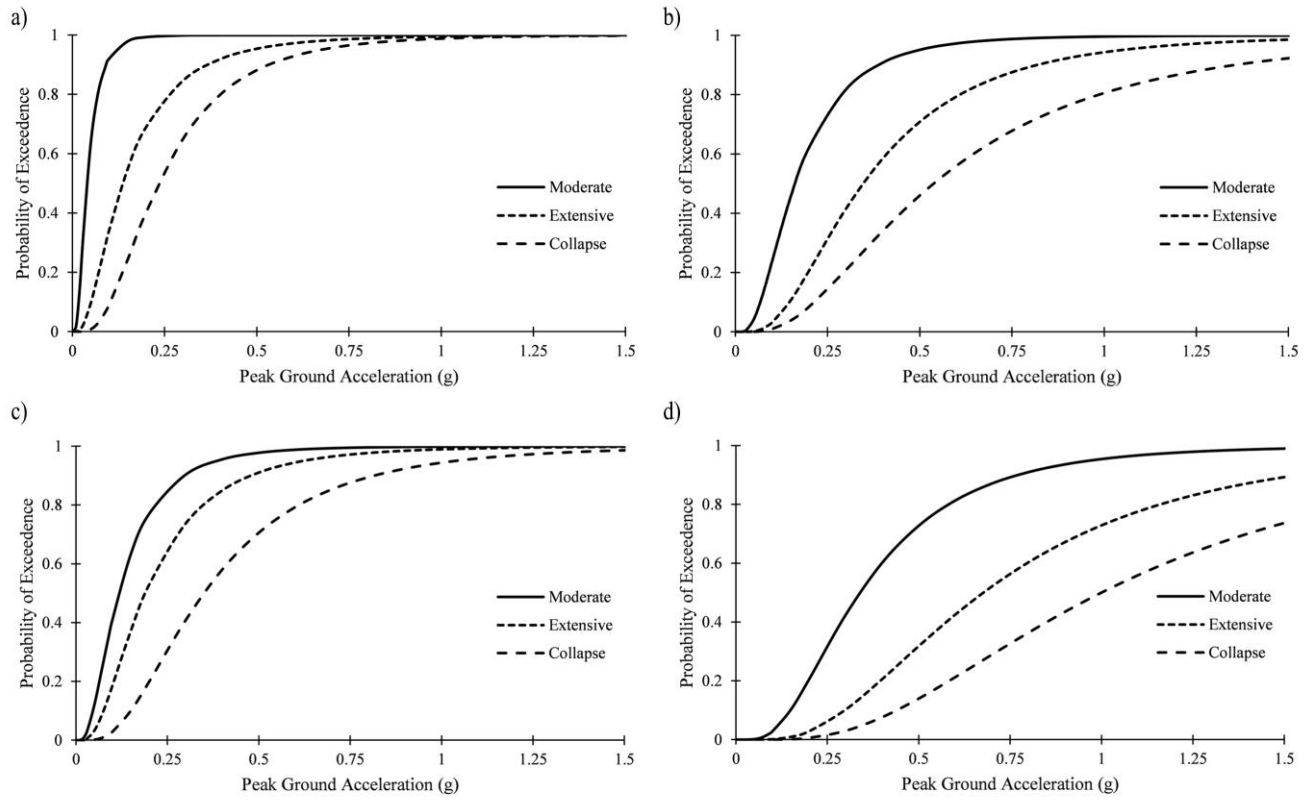 a)
1
0.8
0.6
0.4
0.2
0
Probability of Exceedence
Moderate
Extensive
Collapse
0 0.25 0.5 0.75 1 1.25 1.5
Peak Ground Acceleration (g)
b)
1
0.8
0.6
0.4
0.2
0
Probability of Exceedence
Moderate
Extensive
Collapse
0 0.25 0.5 0.75 1 1.25 1.5
Peak Ground Acceleration (g)
c)
1
0.8
0.6
0.4
0.2
0
Probability of Exceedence
Moderate
Extensive
Collapse
0 0.25 0.5 0.75 1 1.25 1.5
Peak Ground Acceleration (g)
d)
1
0.8
0.6
0.4
0.2
0
Probability of Exceedence
Moderate
Extensive
Collapse
0 0.25 0.5 0.75 1 1.25 1.5
Peak Ground Acceleration (g)